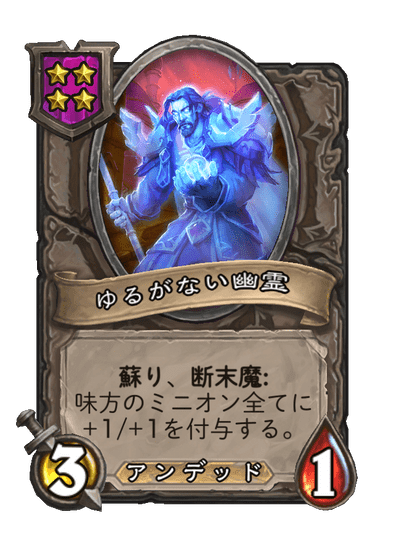 ゆるがない幽霊
蘇り、断末魔:
味方のミニオン全てに
+1/+1を付与する。
3
アンデッド
1